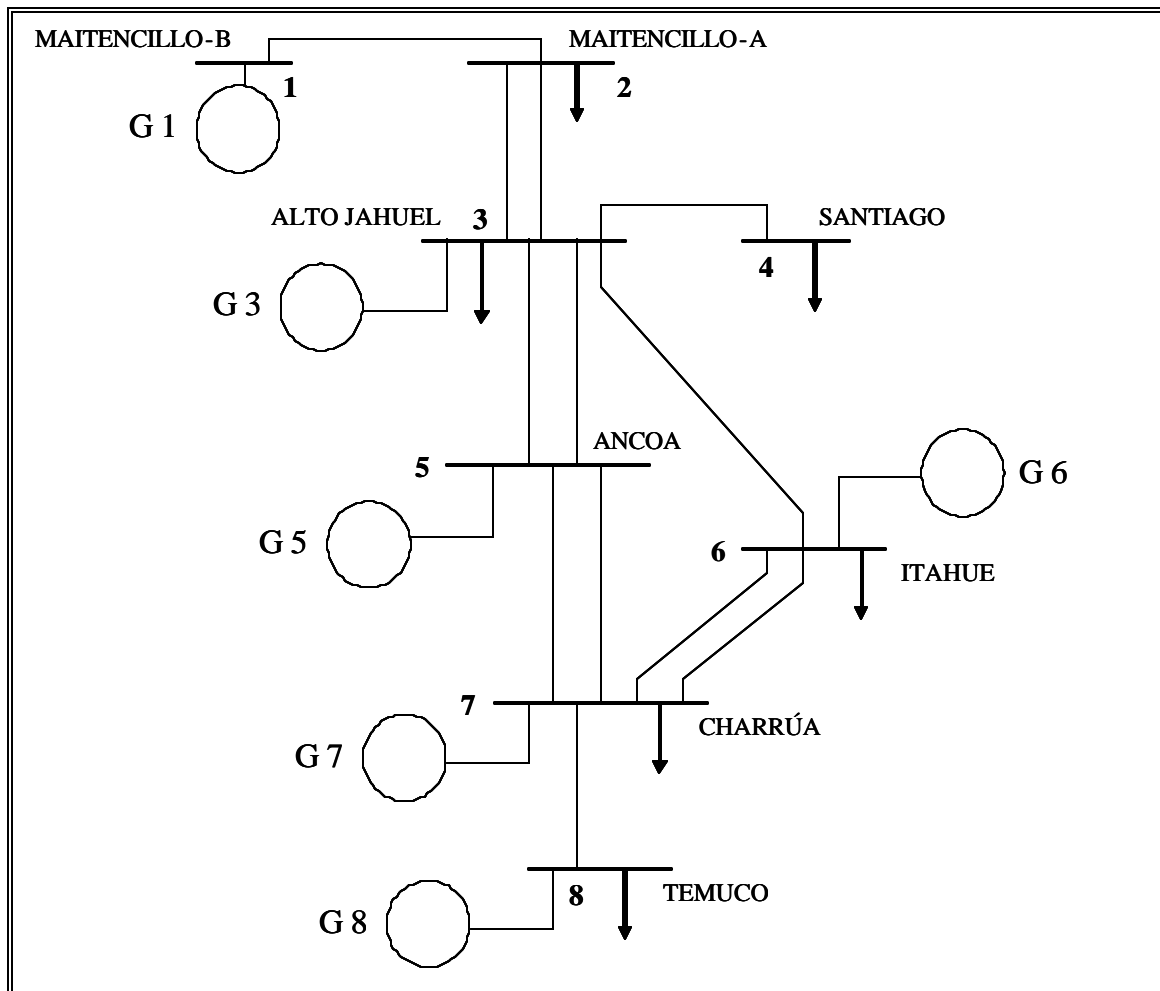 MAITENCILLO-B
MAITENCILLO-A
1
2
G 1
ALTO JAHUEL
3
SANTIAGO
4
G 3
ANCOA
5
G 6
G 5
6
ITAHUE
7
CHARRÚA
G 7
8
TEMUCO
G 8